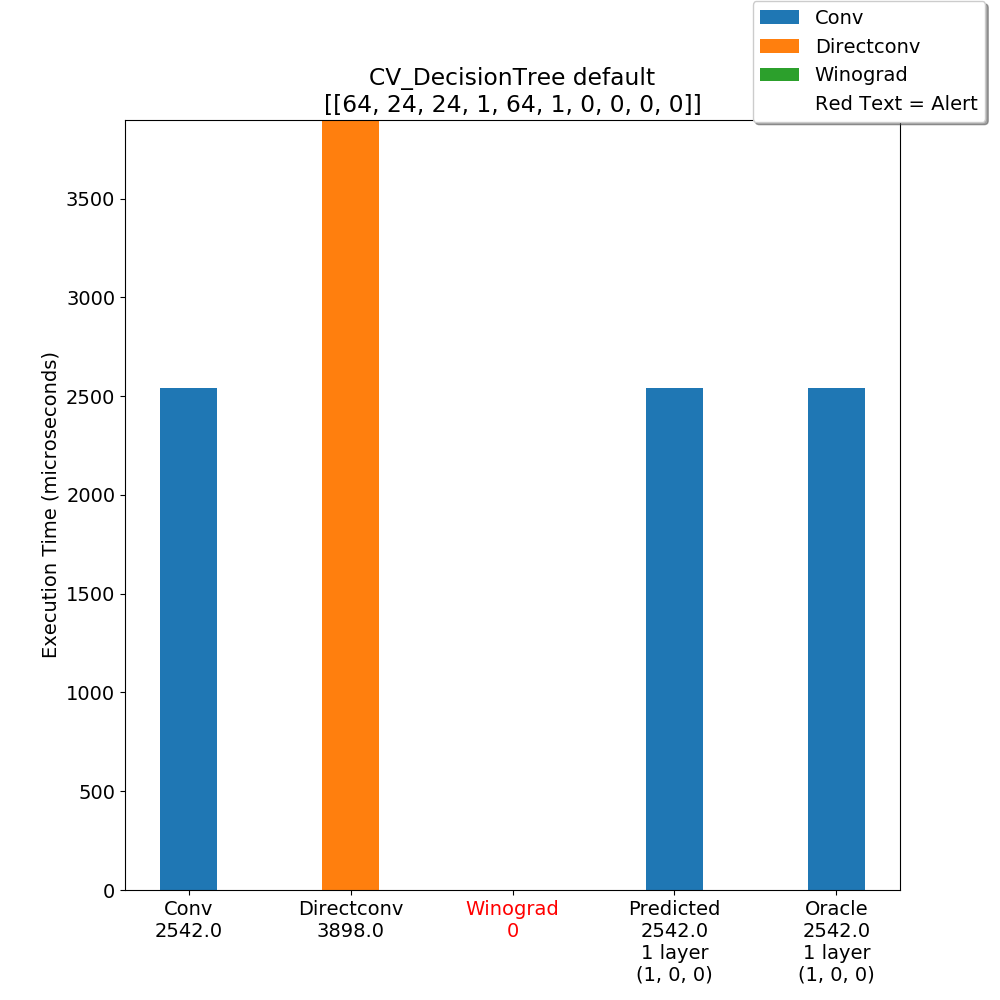 Conv
Directconv
Winograd
Red Text = Alert
CV_DecisionTree default
[[64, 24, 24, 1, 64, 1, 0, 0, 0, 0]]
Execution Time (microseconds)
3500
3000
2500
2000
1500
1000
500
0
Conv
2542.0
Directconv
3898.0
Winograd
0
Predicted
2542.0
1 layer
(1, 0, 0)
Oracle
2542.0
1 layer
(1, 0, 0)